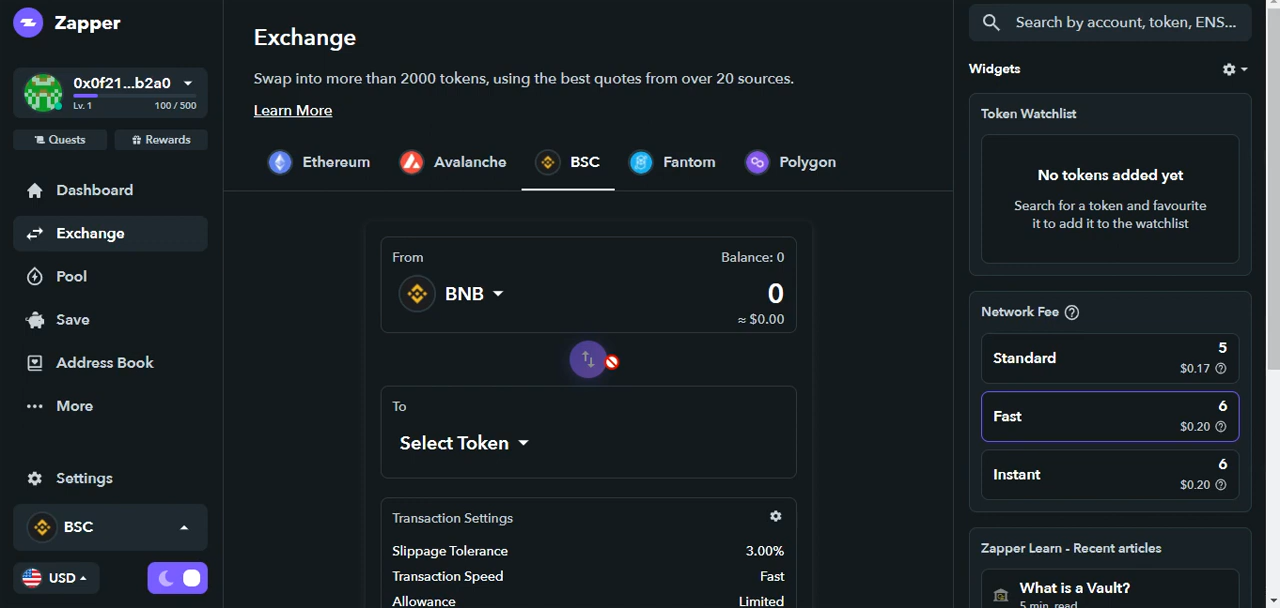 Zapper
0x0f21...b2a0
Lv. 1 100 / 500
Quests Rewards
Dashboard
Exchange
Pool
Save
Address Book
More
Settings
BSC
USD
Exchange
Swap into more than 2000 tokens, using the best quotes from over 20 sources.
Learn More
Ethereum Avalanche BSC Fantom Polygon
From Balance: 0
BNB 0
≈ $0.00
To
Select Token
Transaction Settings
Slippage Tolerance 3.00%
Transaction Speed Fast
Allowance Limited
Search by account, token, ENS...
Widgets
Token Watchlist
No tokens added yet
Search for a token and favourite
it to add it to the watchlist
Network Fee
Standard 5
$0.17
Fast 6
$0.20
Instant 6
$0.20
Zapper Learn - Recent articles
What is a Vault?
5 min. read